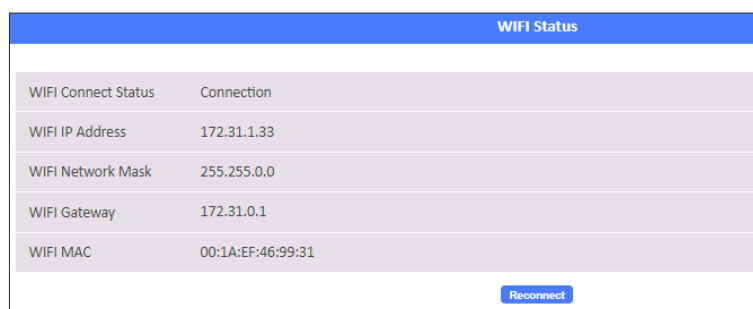 WIFI Status
WIFI Connect Status Connection
WIFI IP Address 172.31.1.33
WIFI Network Mask 255.255.0.0
WIFI Gateway 172.31.0.1
WIFI MAC 00:1A:EF:46:99:31
Reconnect